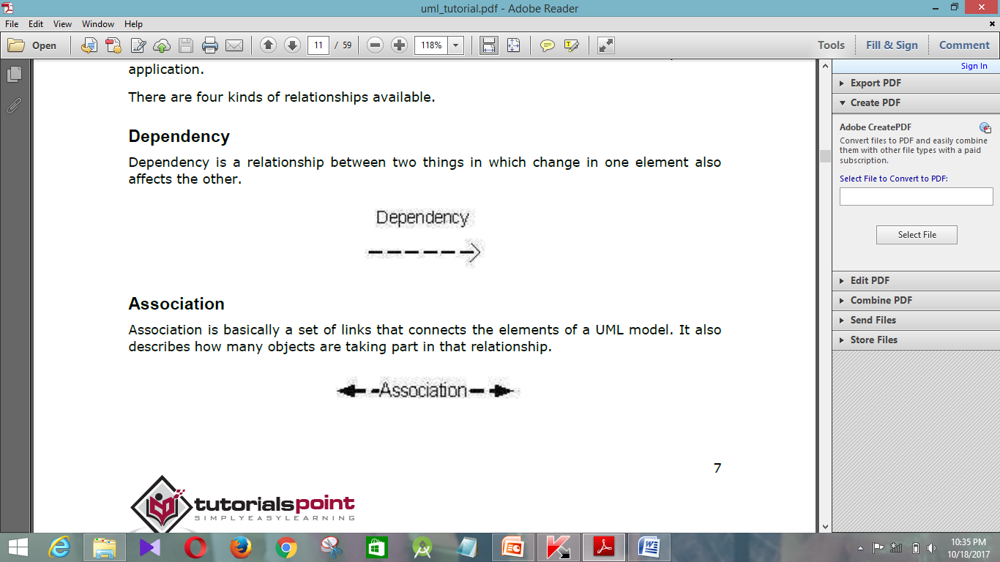 uml_tutorial.pdf - Adobe Reader
File Edit View Window Help
Open 11 / 59 118% Tools Fill & Sign Comment
application.
There are four kinds of relationships available.
Dependency
Dependency is a relationship between two things in which change in one element also
affects the other.
Dependency
Association
Association is basically a set of links that connects the elements of a UML model. It also
describes how many objects are taking part in that relationship.
Association
7
tutorialspoint
SIMPLYEASYLEARNING
Sign In
Export PDF
Create PDF
Adobe CreatePDF
Convert files to PDF and easily combine
them with other file types with a paid
subscription.
Select File to Convert to PDF:
Select File
Edit PDF
Combine PDF
Send Files
Store Files
10:35 PM
10/18/2017